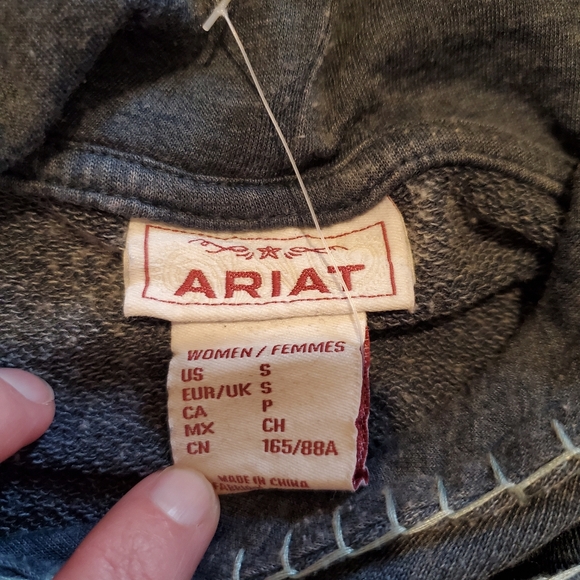 ARIAT
WOMEN / FEMMES
US S
EUR/UK S
CA P
MX CH
CN 165/88A
MADE IN CHINA